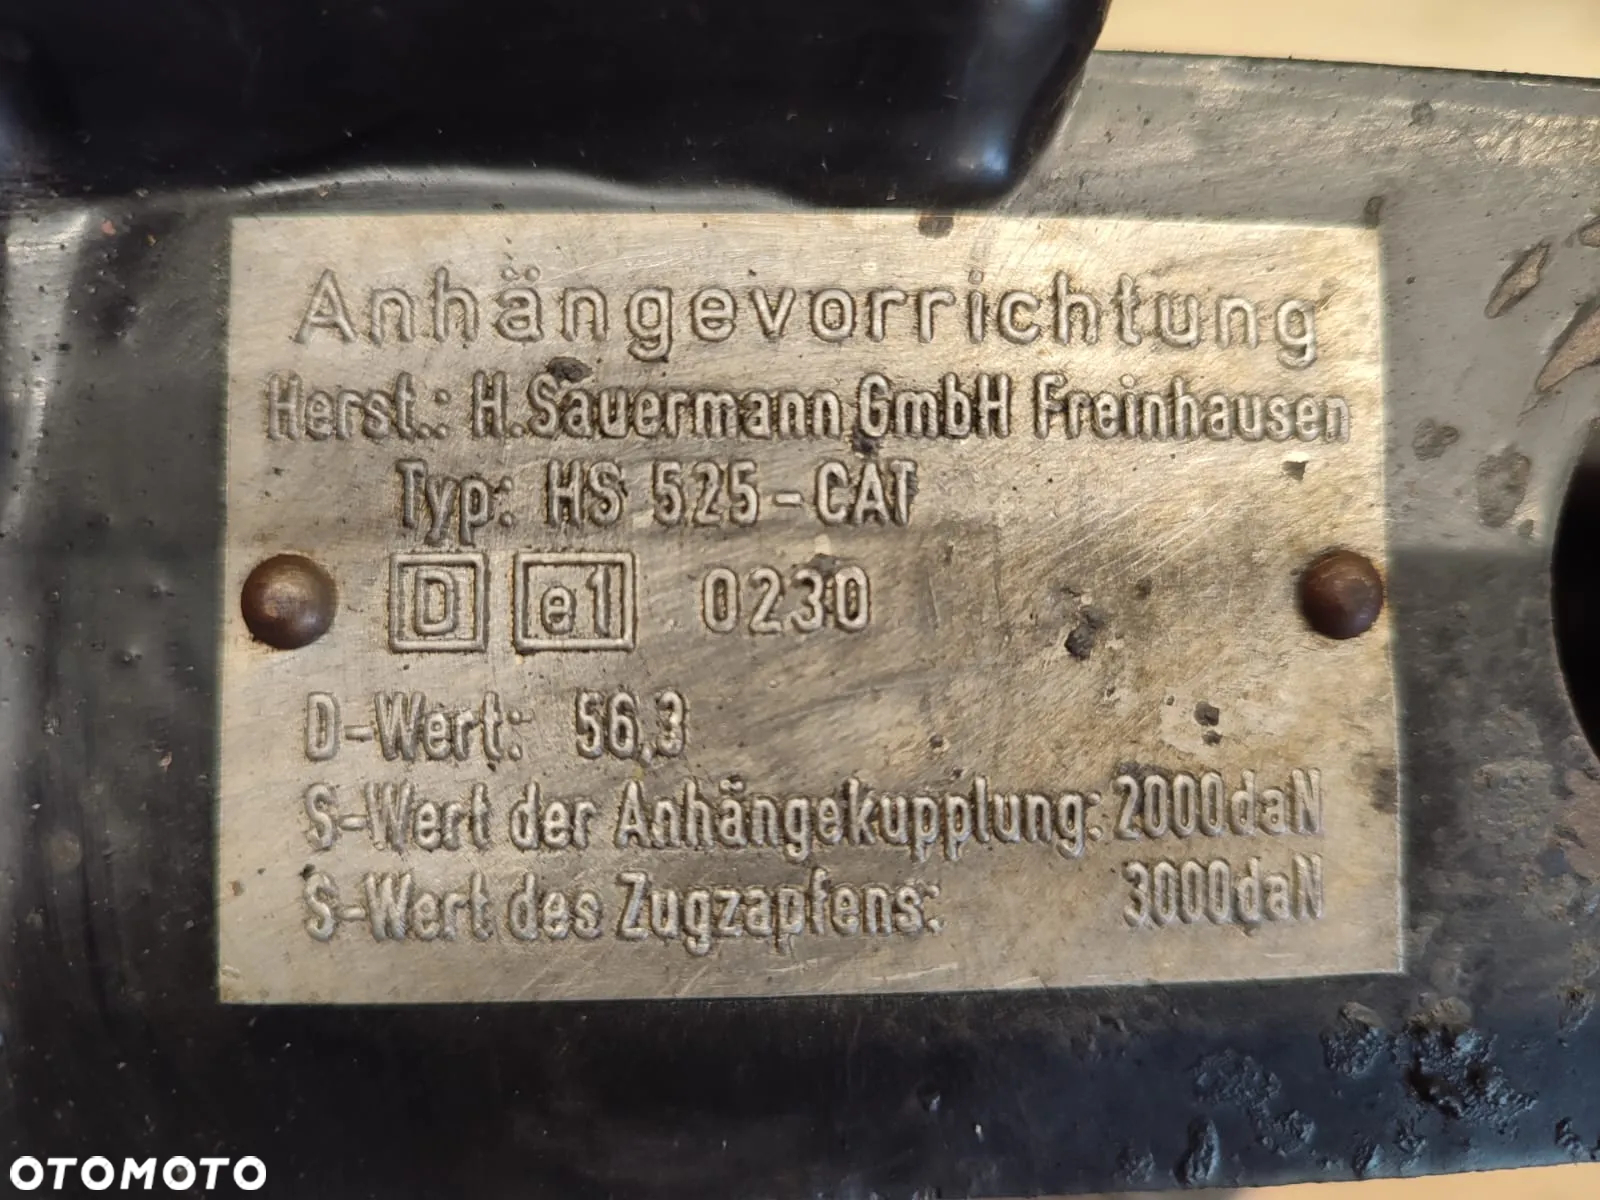 Anhängevorrichtung
Herst.: H. Sauermann GmbH Freinhausen
Typ: HS 525-CAT
D e1 0230
D-Wert: 56,3
S-Wert der Anhängekupplung: 2000daN
S-Wert des Zugzapfens: 3000daN
OTOMOTO